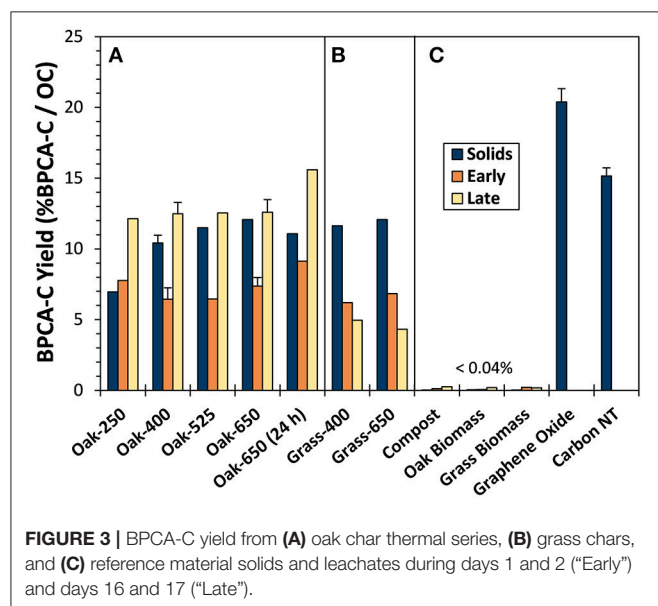 25
20
15
10
5
0
BPCA-C Yield (%BPCA-C / OC)
A
B
C
Solids
Early
Late
< 0.04%
Oak-250
Oak-400
Oak-525
Oak-650
Oak-650 (24 h)
Grass-400
Grass-650
Compost
Oak Biomass
Grass Biomass
Graphene Oxide
Carbon NT
FIGURE 3 | BPCA-C yield from (A) oak char thermal series, (B) grass chars,
and (C) reference material solids and leachates during days 1 and 2 (“Early”)
and days 16 and 17 (“Late”).